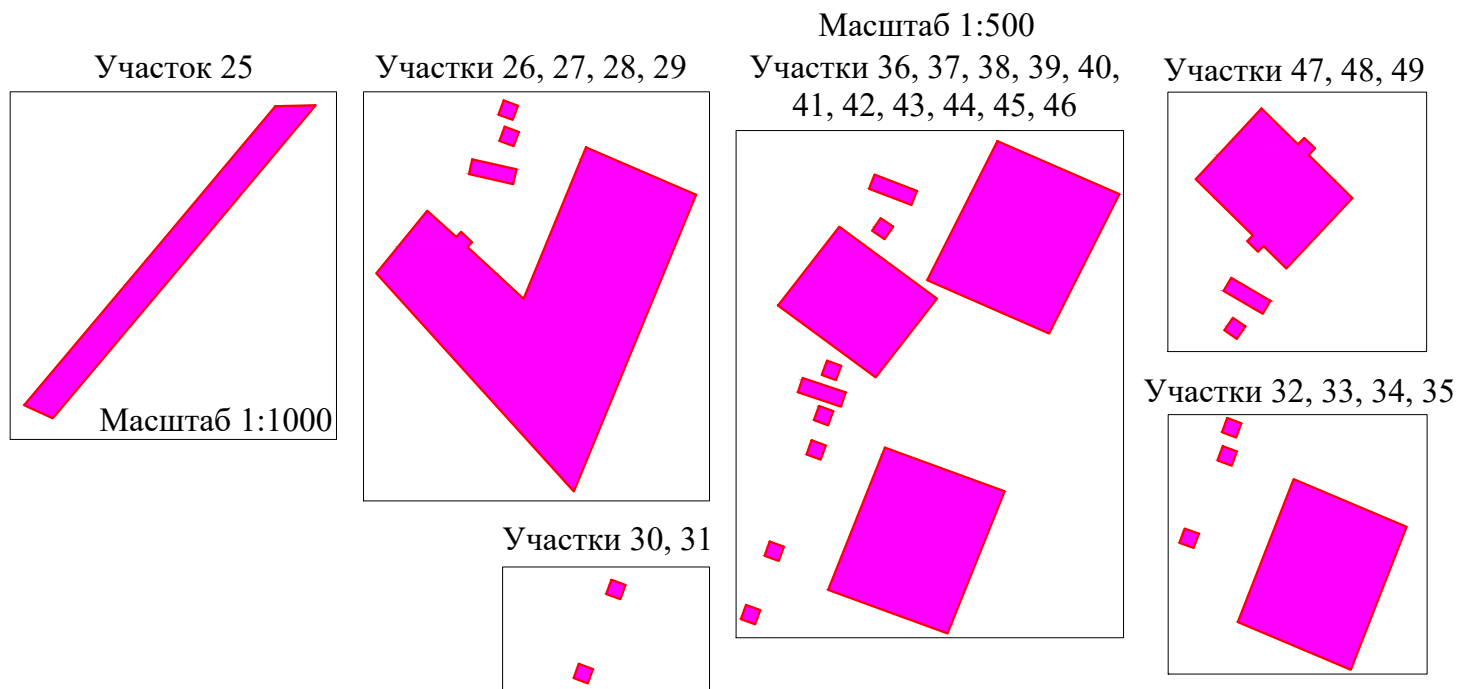 Масштаб 1:500
Участок 25
Участки 26, 27, 28, 29
Участки 36, 37, 38, 39, 40,
41, 42, 43, 44, 45, 46
Участки 47, 48, 49
Масштаб 1:1000
Участки 32, 33, 34, 35
Участки 30, 31